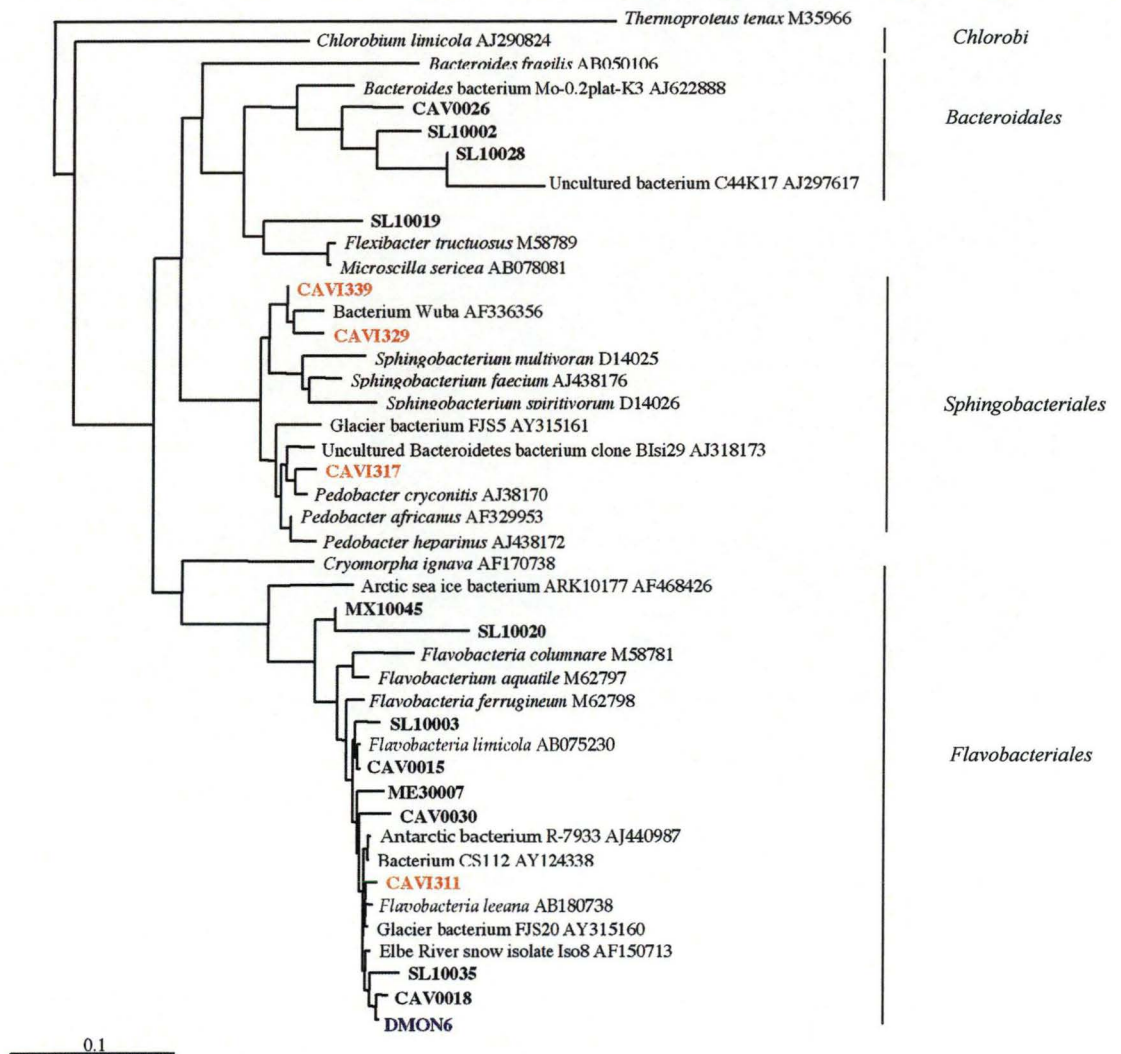 Thermoproteus tenax M35966
Chlorobium limicola AJ290824
Chlorobi
Bacteroides fragilis AB050106
Bacteroides bacterium Mo-0.2plat-K3 AJ622888
CAV0026
Bacteroidales
SL10002
SL10028
Uncultured bacterium C44K17 AJ297617
SL10019
Flexibacter tructuosus M58789
Microscilla sericea AB078081
CAVI339
Bacterium Wuba AF336356
CAVI329
Sphingobacterium multivoran D14025
Sphingobacterium faecium AJ438176
Sphingobacterium spiritivorum D14026
Sphingobacteriales
Glacier bacterium FJS5 AY315161
Uncultured Bacteroidetes bacterium clone BIsi29 AJ318173
CAVI317
Pedobacter cryconitis AJ38170
Pedobacter africanus AF329953
Pedobacter heparinus AJ438172
Cryomorpha ignava AF170738
Arctic sea ice bacterium ARK10177 AF468426
MX10045
SL10020
Flavobacteria columnare M58781
Flavobacterium aquatile M62797
Flavobacteria ferrugineum M62798
SL10003
Flavobacteria limicola AB075230
Flavobacteriales
CAV0015
ME30007
CAV0030
Antarctic bacterium R-7933 AJ440987
Bacterium CS112 AY124338
CAVI311
Flavobacteria leeana AB180738
Glacier bacterium FJS20 AY315160
Elbe River snow isolate Iso8 AF150713
SL10035
CAV0018
DMON6
0.1